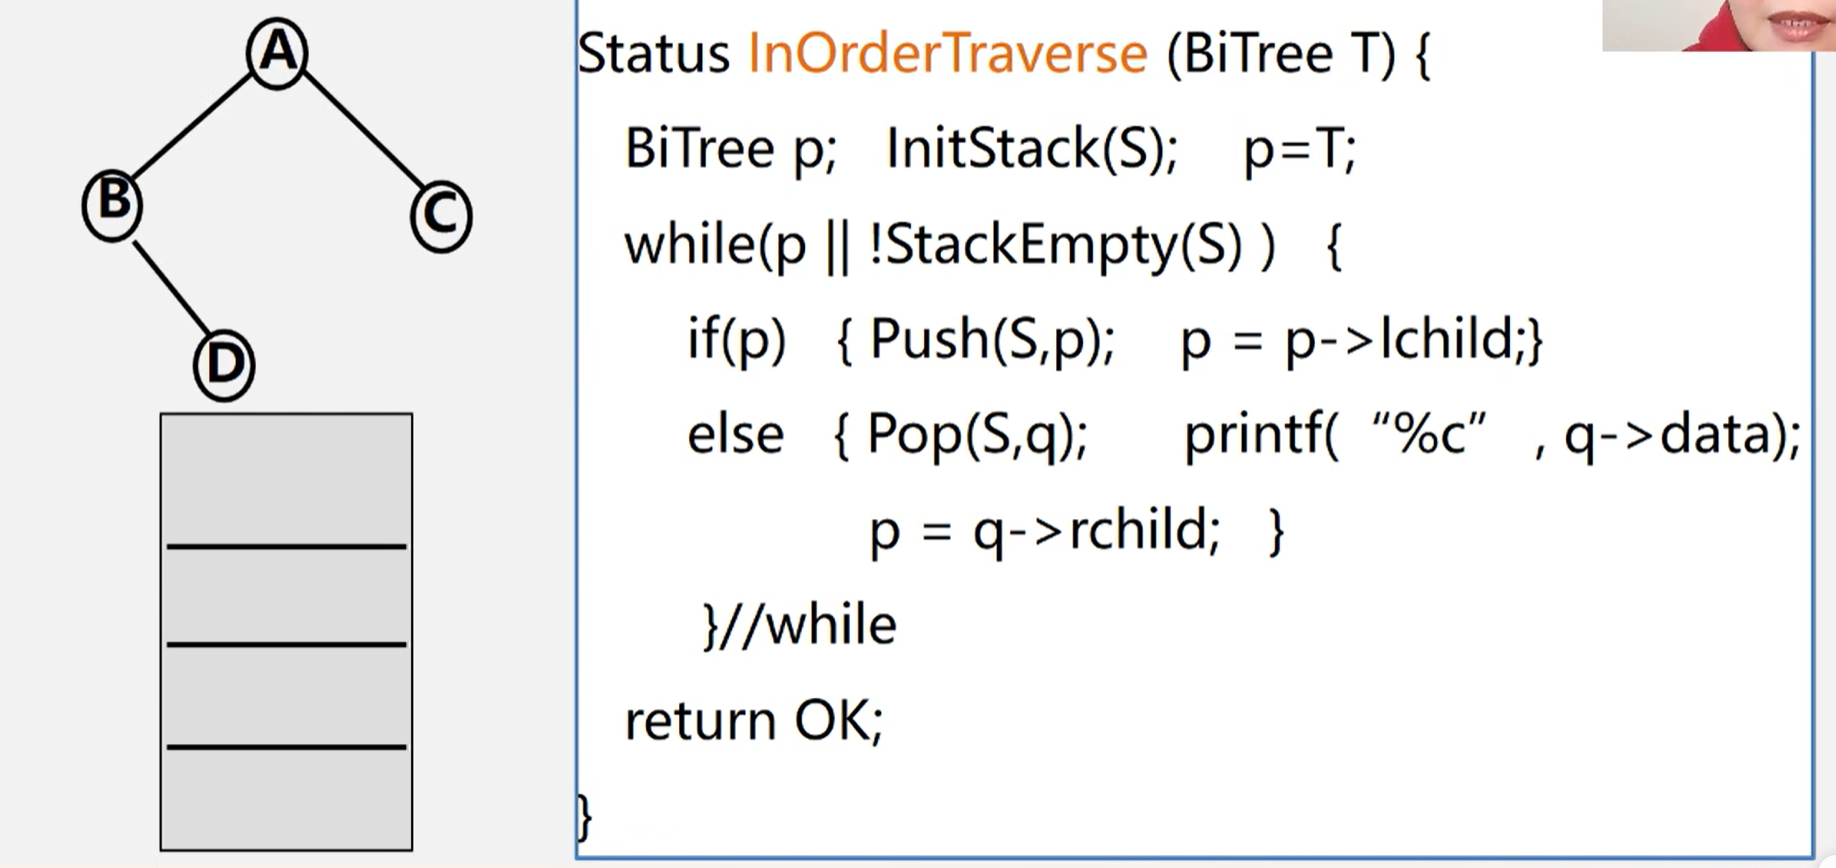 A
B
C
D
Status InOrderTraverse (BiTree T) {
BiTree p; InitStack(S); p=T;
while(p || !StackEmpty(S) ) {
if(p) { Push(S,p); p = p->lchild;}
else { Pop(S,q); printf( “%c” , q->data);
p = q->rchild; }
}//while
return OK;
}